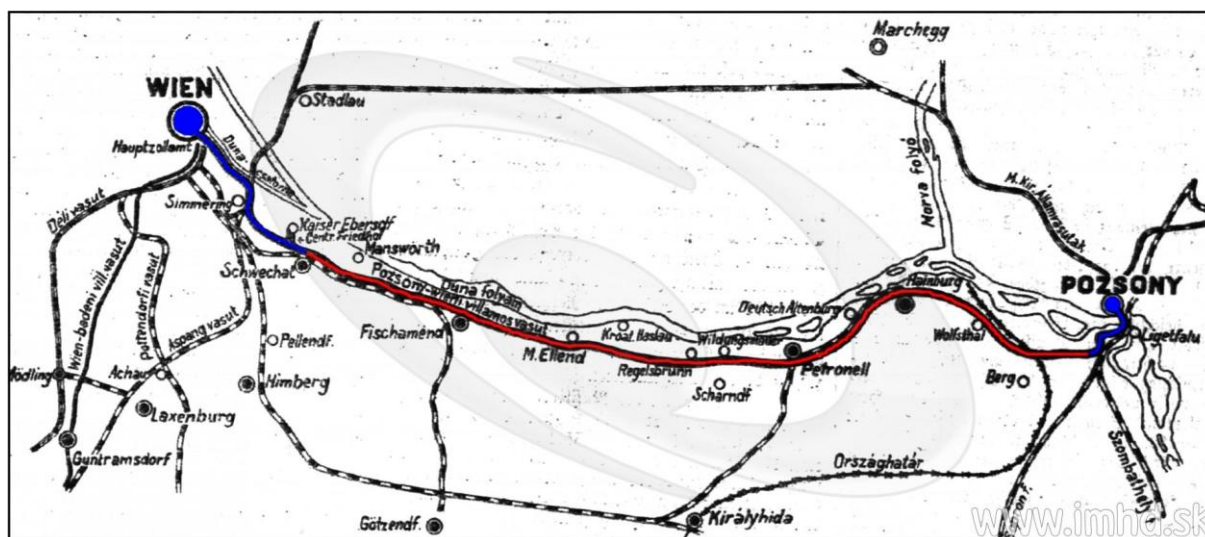 WIEN
Hauptzollamt
Marchegg
Stadlau
Duna
Simmering
Déli vasut
Kaiser Ebersdf
Centr. Friedhof
Manswörth
Schwechat
Wien-badeni vill. vasut
Pottendorfi vasut
Aspang vasut
Duna folyam
Pozsony-wieni villamos vasut
Morva folyó
M. Kir. Államvasutak
POZSONY
Ligetfalu
Hainburg
Deutsch Altenburg
Wolfsthal
Berg
Fischamend
M. Ellend
Kroat. Haslau
Regelsbrunn
Wildungsmauer
Petronell
Scharndf
Pellendf.
Himberg
Mödling
Achau
Laxenburg
Guntramsdorf
Götzendf.
Királyhida
Országhatár
Szombathely
www.imhd.sk